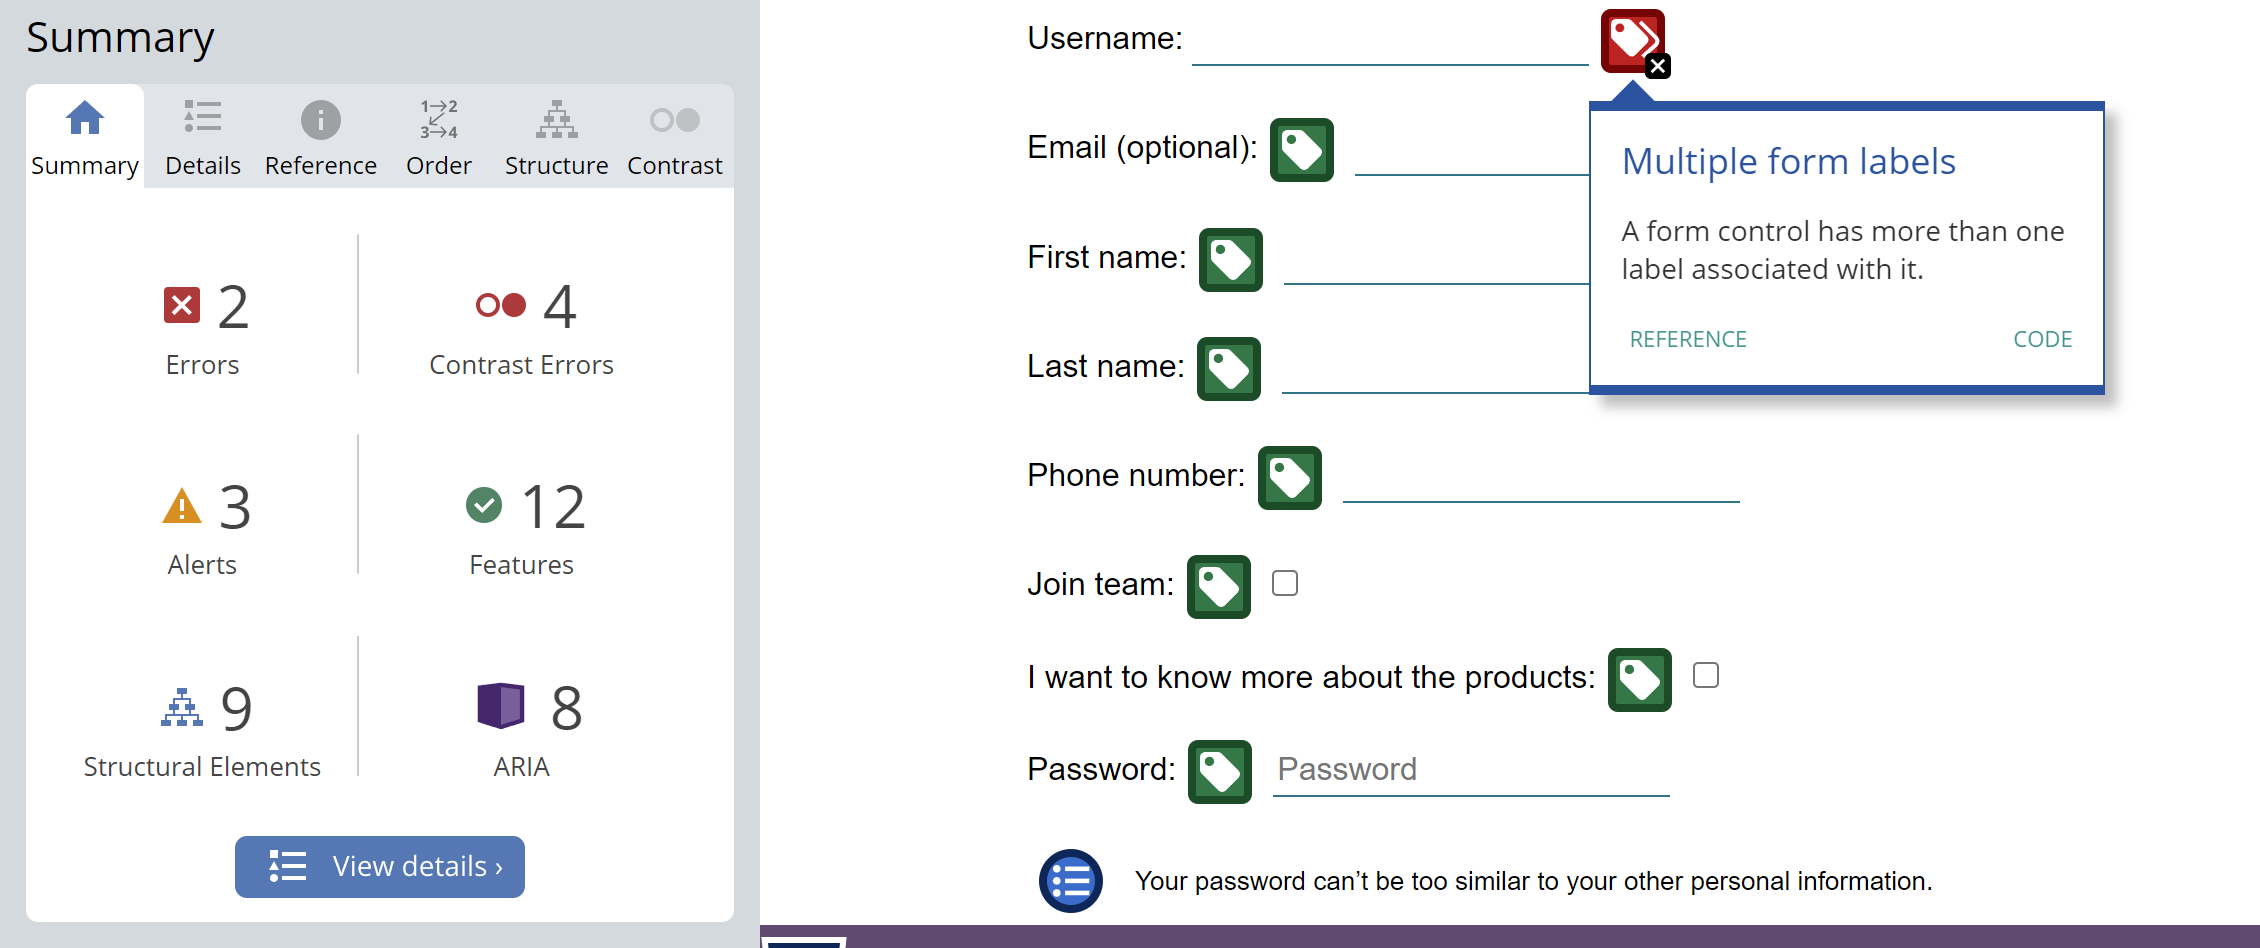 Summary
Summary
Details
Reference
1→2
3→4
Order
Structure
Contrast
2
Errors
4
Contrast Errors
3
Alerts
12
Features
9
Structural Elements
8
ARIA
View details ›
Username:
Email (optional):
First name:
Last name:
Phone number:
Join team:
I want to know more about the products:
Password:
Password
Your password can’t be too similar to your other personal information.
Multiple form labels
A form control has more than one
label associated with it.
REFERENCE
CODE